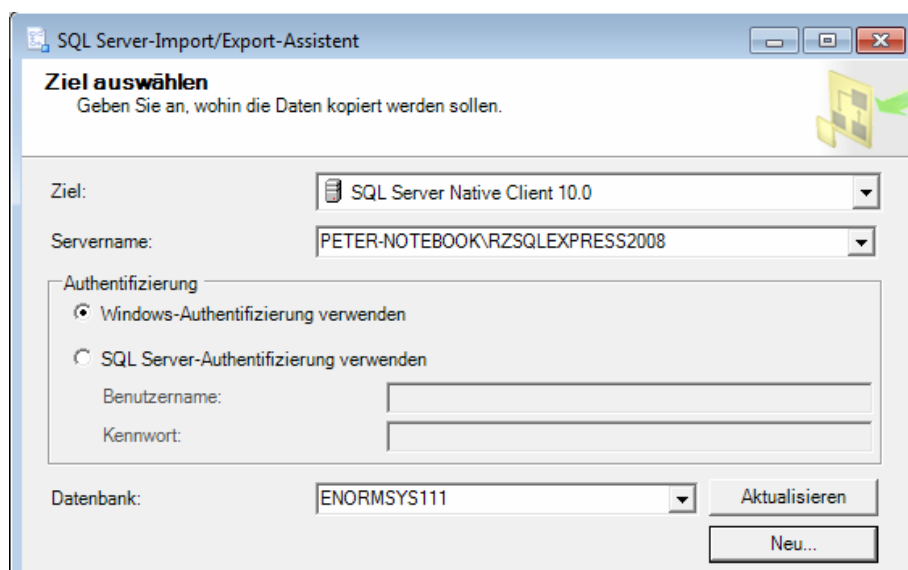 SQL Server-Import/Export-Assistent
Ziel auswählen
Geben Sie an, wohin die Daten kopiert werden sollen.
Ziel: SQL Server Native Client 10.0
Servername: PETER-NOTEBOOK\RZSQLEXPRESS2008
Authentifizierung
Windows-Authentifizierung verwenden
SQL Server-Authentifizierung verwenden
Benutzername:
Kennwort:
Datenbank: ENORMSYS111 Aktualisieren
Neu...